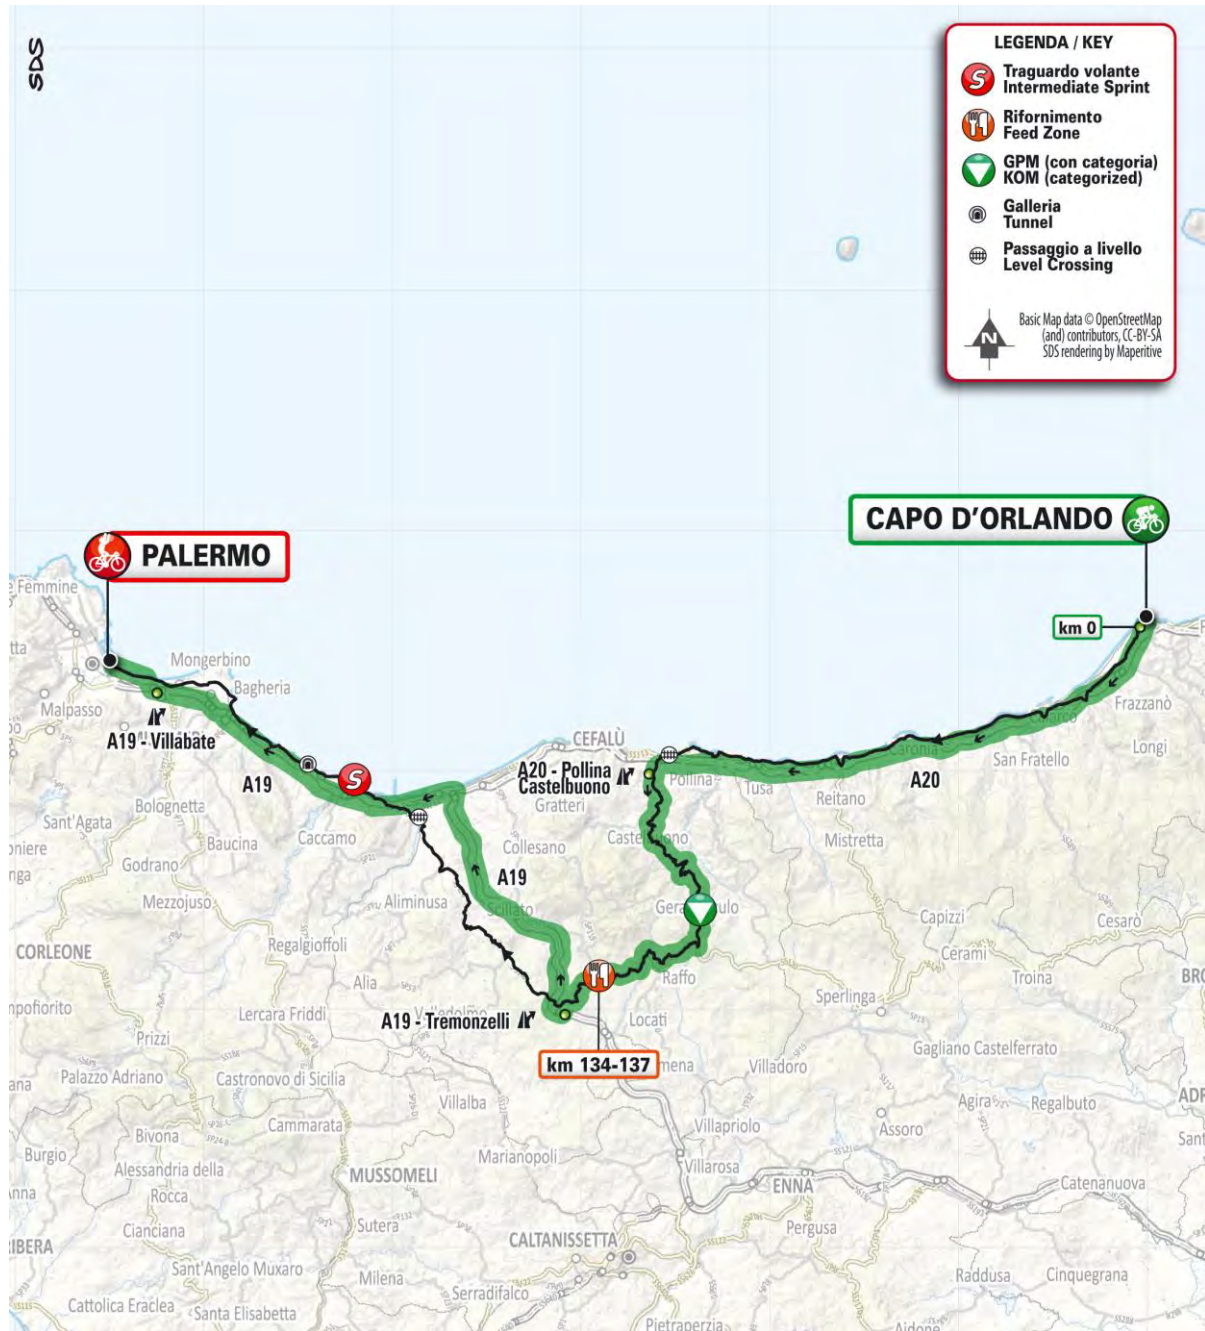 SDS
LEGENDA / KEY
Traguardo volante
Intermediate Sprint
Rifornimento
Feed Zone
GPM (con categoria)
KOM (categorized)
Galleria
Tunnel
Passaggio a livello
Level Crossing
Basic Map data © OpenStreetMap
(and) contributors, CC-BY-SA
SDS rendering by Maperitive
N
S
CAPO D'ORLANDO
PALERMO
km 0
Femmine
Mongerbino
Bagheria
Malpasso
A19 - Villabate
CEFALÙ
A20 - Pollina
Castelbuono
Pollina
Tusa
Caronia
Frazzanò
San Fratello
Longi
A20
Reitano
Mistretta
Gratteri
A19
S
Bolognetta
Sant'Agata
Baucina
Caccamo
Godrano
Collesano
A19
Mezzojuso
Aliminusa
Scillato
Capizzi
Cesarò
CORLEONE
Regalgioffoli
Cerami
Alia
Raffo
Troina
Sperlinga
Lercara Friddi
A19 - Tremonzelli
Locati
Prizzi
km 134-137
Gagliano Castelferrato
Villadoro
Palazzo Adriano
Castronovo di Sicilia
Villalba
Agira
Regalbuto
Cammarata
Villapriolo
Assoro
Bivona
Burgio
Marianopoli
Villarosa
Alessandria della
Rocca
MUSSOMELI
ENNA
Catenanuova
Cianciana
Sutera
Pergusa
CALTANISSETTA
Sant'Angelo Muxaro
Milena
Serradifalco
Raddusa
Cinquegrana
Cattolica Eraclea
Santa Elisabetta
Pietraperzia